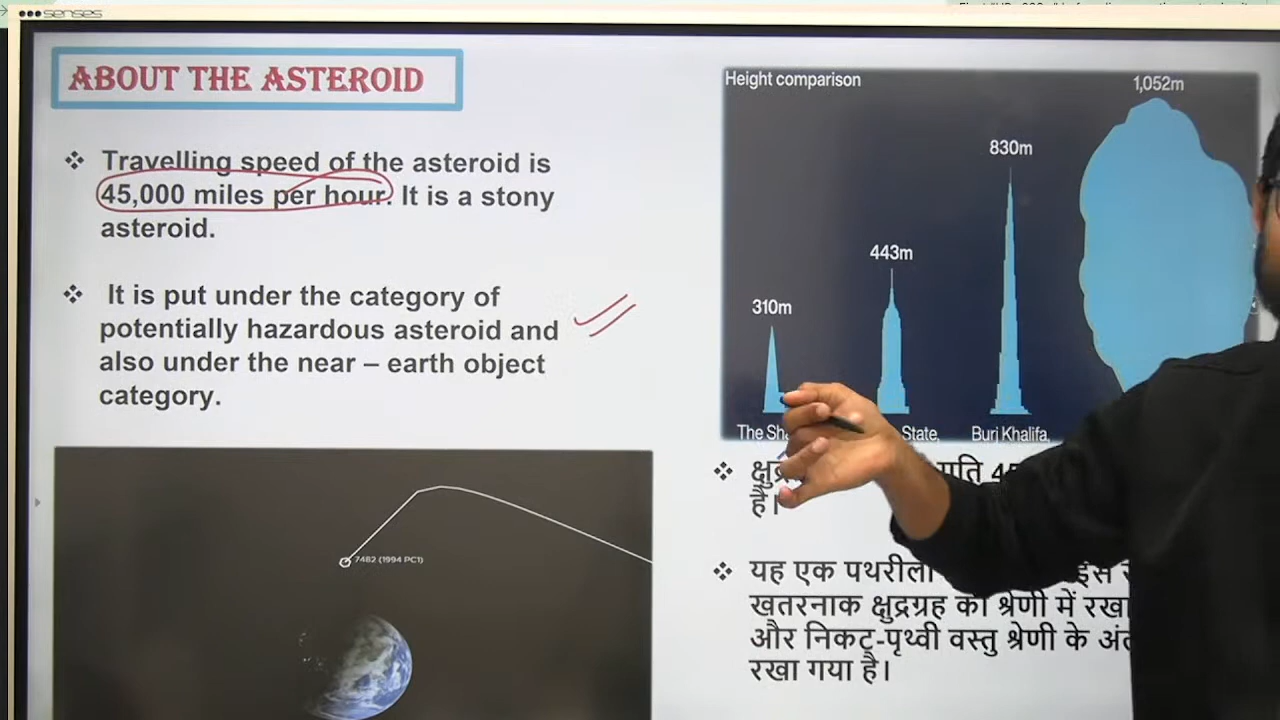 senses
ABOUT THE ASTEROID
Travelling speed of the asteroid is
45,000 miles per hour. It is a stony
asteroid.
It is put under the category of
potentially hazardous asteroid and
also under the near – earth object
category.
7482 (1994 PC1)
Height comparison
1,052m
830m
443m
310m
The State,
Burj Khalifa,
है।
यह एक पथरीला
खतरनाक क्षुद्रग्रह की श्रेणी में रखा
और निकट-पृथ्वी वस्तु श्रेणी के
रखा गया है।